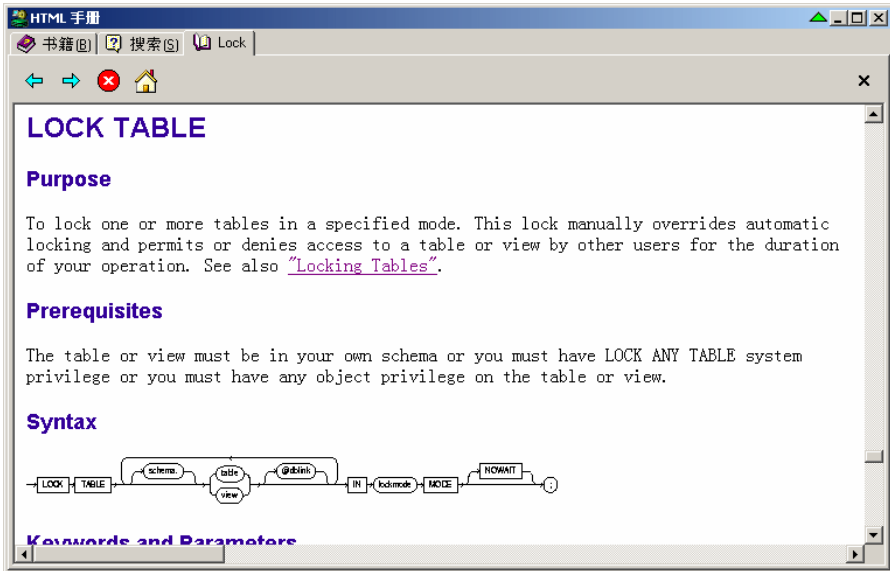 HTML 手册
书籍(B) 搜索(S) Lock
LOCK TABLE
Purpose
To lock one or more tables in a specified mode. This lock manually overrides automatic
locking and permits or denies access to a table or view by other users for the duration
of your operation. See also "Locking Tables".
Prerequisites
The table or view must be in your own schema or you must have LOCK ANY TABLE system
privilege or you must have any object privilege on the table or view.
Syntax
schema. table @dblink NOWAIT
LOCK TABLE view IN lockmode MODE ;
Keywords and Parameters